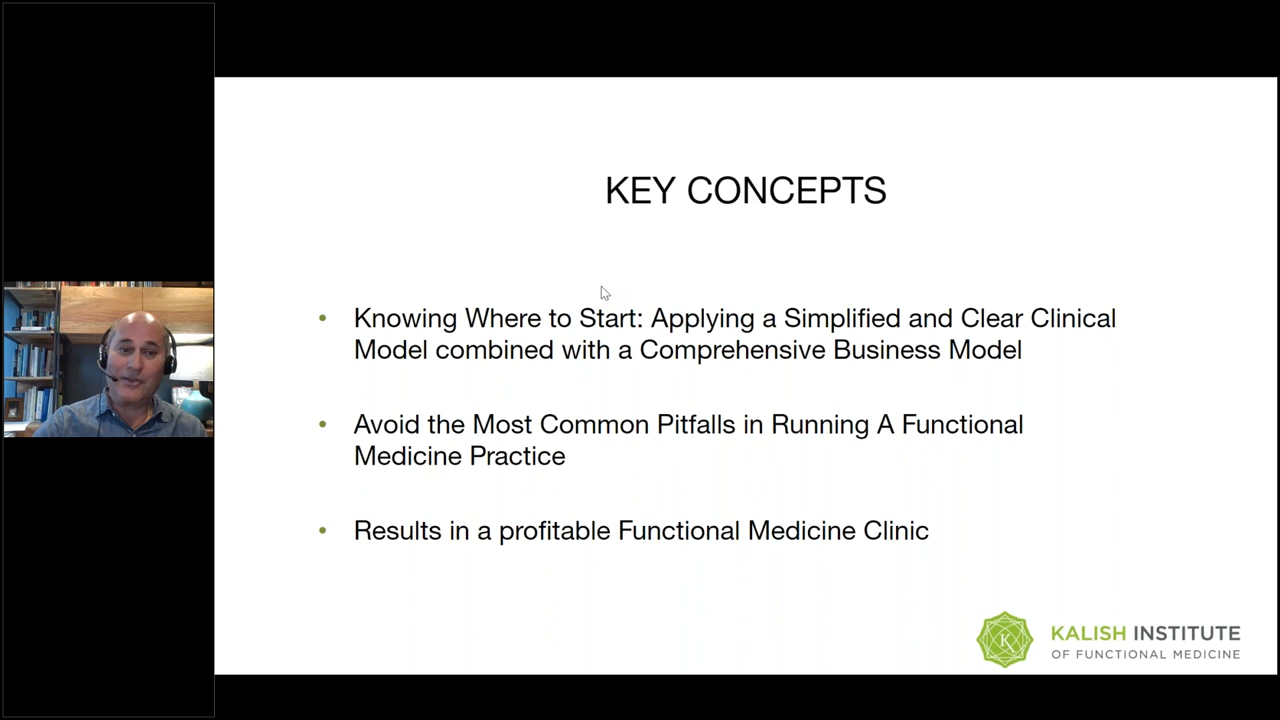 KEY CONCEPTS
• Knowing Where to Start: Applying a Simplified and Clear Clinical
Model combined with a Comprehensive Business Model
• Avoid the Most Common Pitfalls in Running A Functional
Medicine Practice
• Results in a profitable Functional Medicine Clinic
K
KALISH INSTITUTE
OF FUNCTIONAL MEDICINE